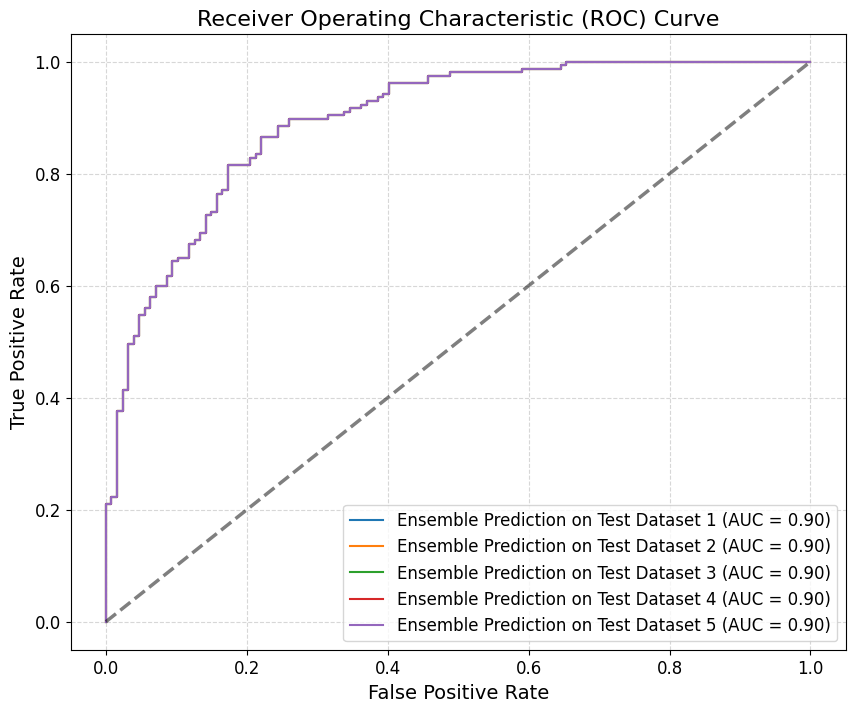 Receiver Operating Characteristic (ROC) Curve
True Positive Rate
1.0
0.8
0.6
0.4
0.2
0.0
Ensemble Prediction on Test Dataset 1 (AUC = 0.90)
Ensemble Prediction on Test Dataset 2 (AUC = 0.90)
Ensemble Prediction on Test Dataset 3 (AUC = 0.90)
Ensemble Prediction on Test Dataset 4 (AUC = 0.90)
Ensemble Prediction on Test Dataset 5 (AUC = 0.90)
0.0 0.2 0.4 0.6 0.8 1.0
False Positive Rate